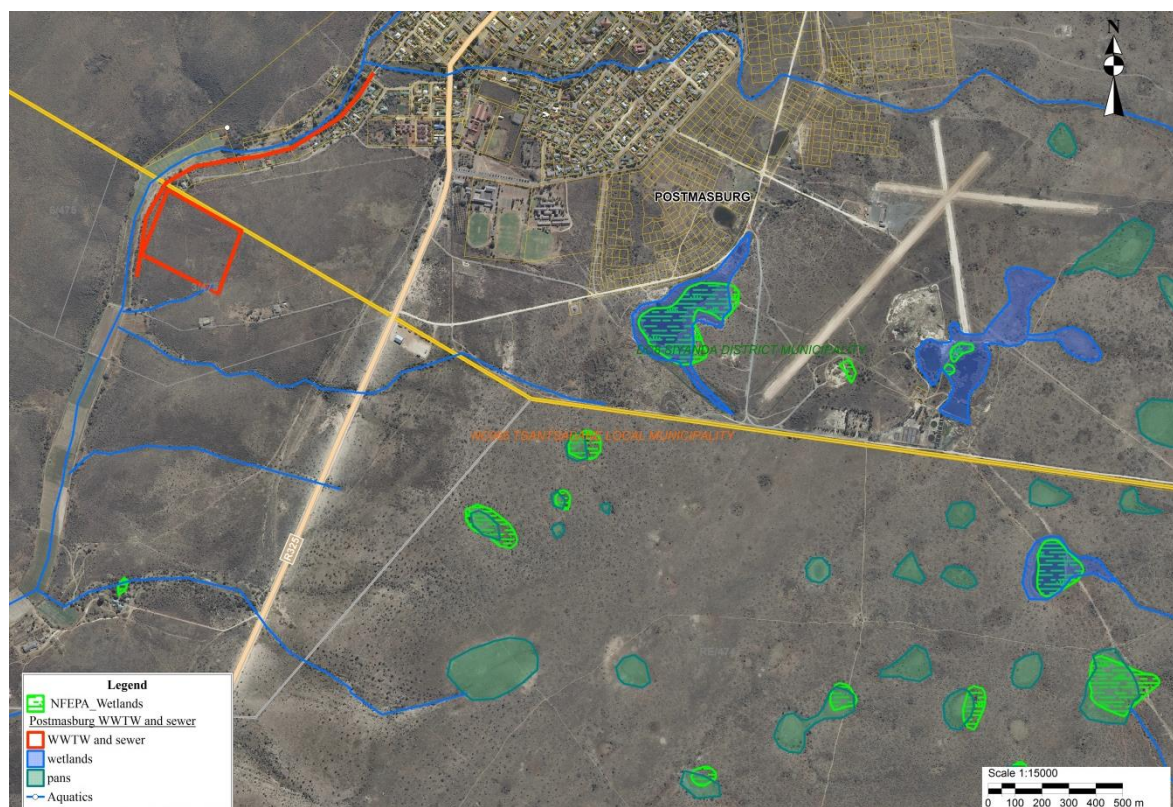 N
POSTMASBURG
R325
Legend
NFEPA_Wetlands
Postmasburg WWTW and sewer
WWTW and sewer
wetlands
pans
Aquatics
LOCAL MUNICIPALITY
DISTRICT MUNICIPALITY
Scale 1:15000
0 100 200 300 400 500 m